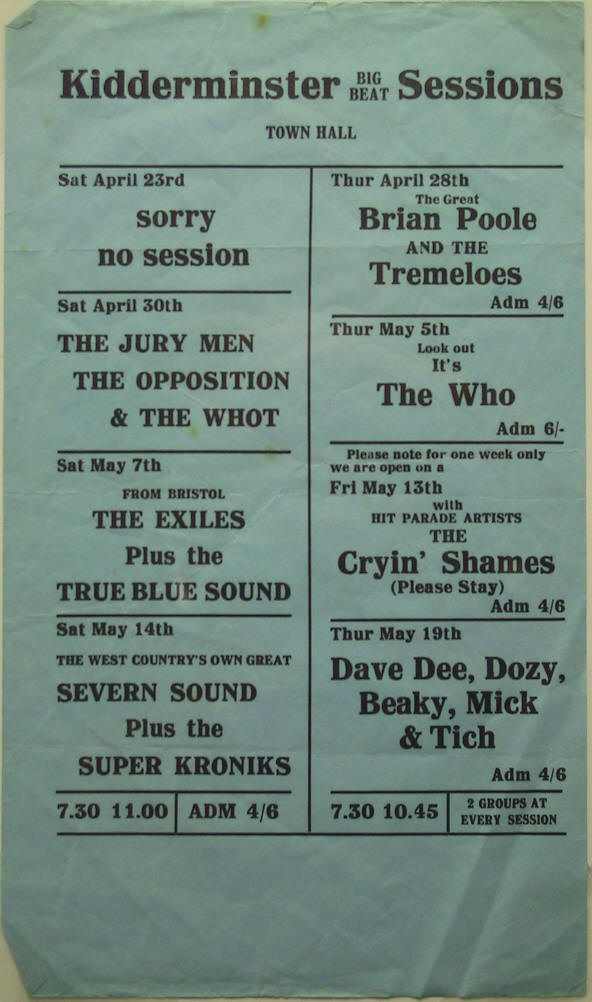 Kidderminster BIG BEAT Sessions
TOWN HALL
Sat April 23rd
sorry
no session
Sat April 30th
THE JURY MEN
THE OPPOSITION
& THE WHOT
Sat May 7th
FROM BRISTOL
THE EXILES
Plus the
TRUE BLUE SOUND
Sat May 14th
THE WEST COUNTRY'S OWN GREAT
SEVERN SOUND
Plus the
SUPER KRONIKS
7.30 11.00 ADM 4/6
Thur April 28th
The Great
Brian Poole
AND THE
Tremeloes
Adm 4/6
Thur May 5th
Look out
It's
The Who
Adm 6/-
Please note for one week only
we are open on a
Fri May 13th
with
HIT PARADE ARTISTS
THE
Cryin' Shames
(Please Stay)
Adm 4/6
Thur May 19th
Dave Dee, Dozy,
Beaky, Mick
& Tich
Adm 4/6
7.30 10.45
2 GROUPS AT
EVERY SESSION